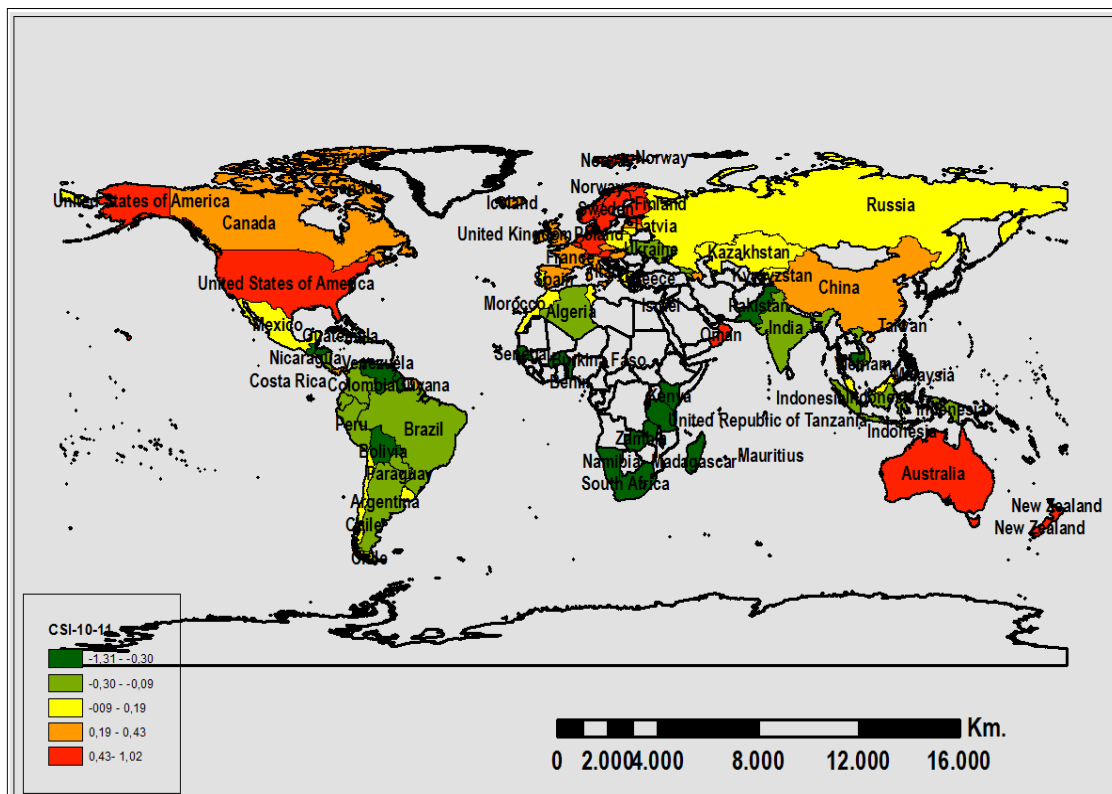 Canada
Canada
Norway
Norway
Norway
United States of America
Iceland
Sweden
Finland
Russia
Canada
Latvia
United Kingdom
Poland
Ukraine
France
Kazakhstan
United States of America
Spain
Greece
Kyrgyzstan
China
Morocco
Algeria
Israel
Pakistan
Mexico
India
Taiwan
Guatemala
Oman
Nicaragua
Venezuela
Senegal
Burkina Faso
Vietnam
Malaysia
Costa Rica
Colombia
Guyana
Benin
Kenya
Indonesia
Indonesia
Indonesia
Peru
Brazil
United Republic of Tanzania
Indonesia
Zambia
Bolivia
Namibia
Madagascar
Mauritius
Paraguay
South Africa
Australia
Argentina
New Zealand
Chile
New Zealand
Chile
CSI-10-11
-1,31 - -0,30
-0,30 - -0,09
-009 - 0,19
0,19 - 0,43
0,43- 1,02
Km.
0 2.000 4.000 8.000 12.000 16.000